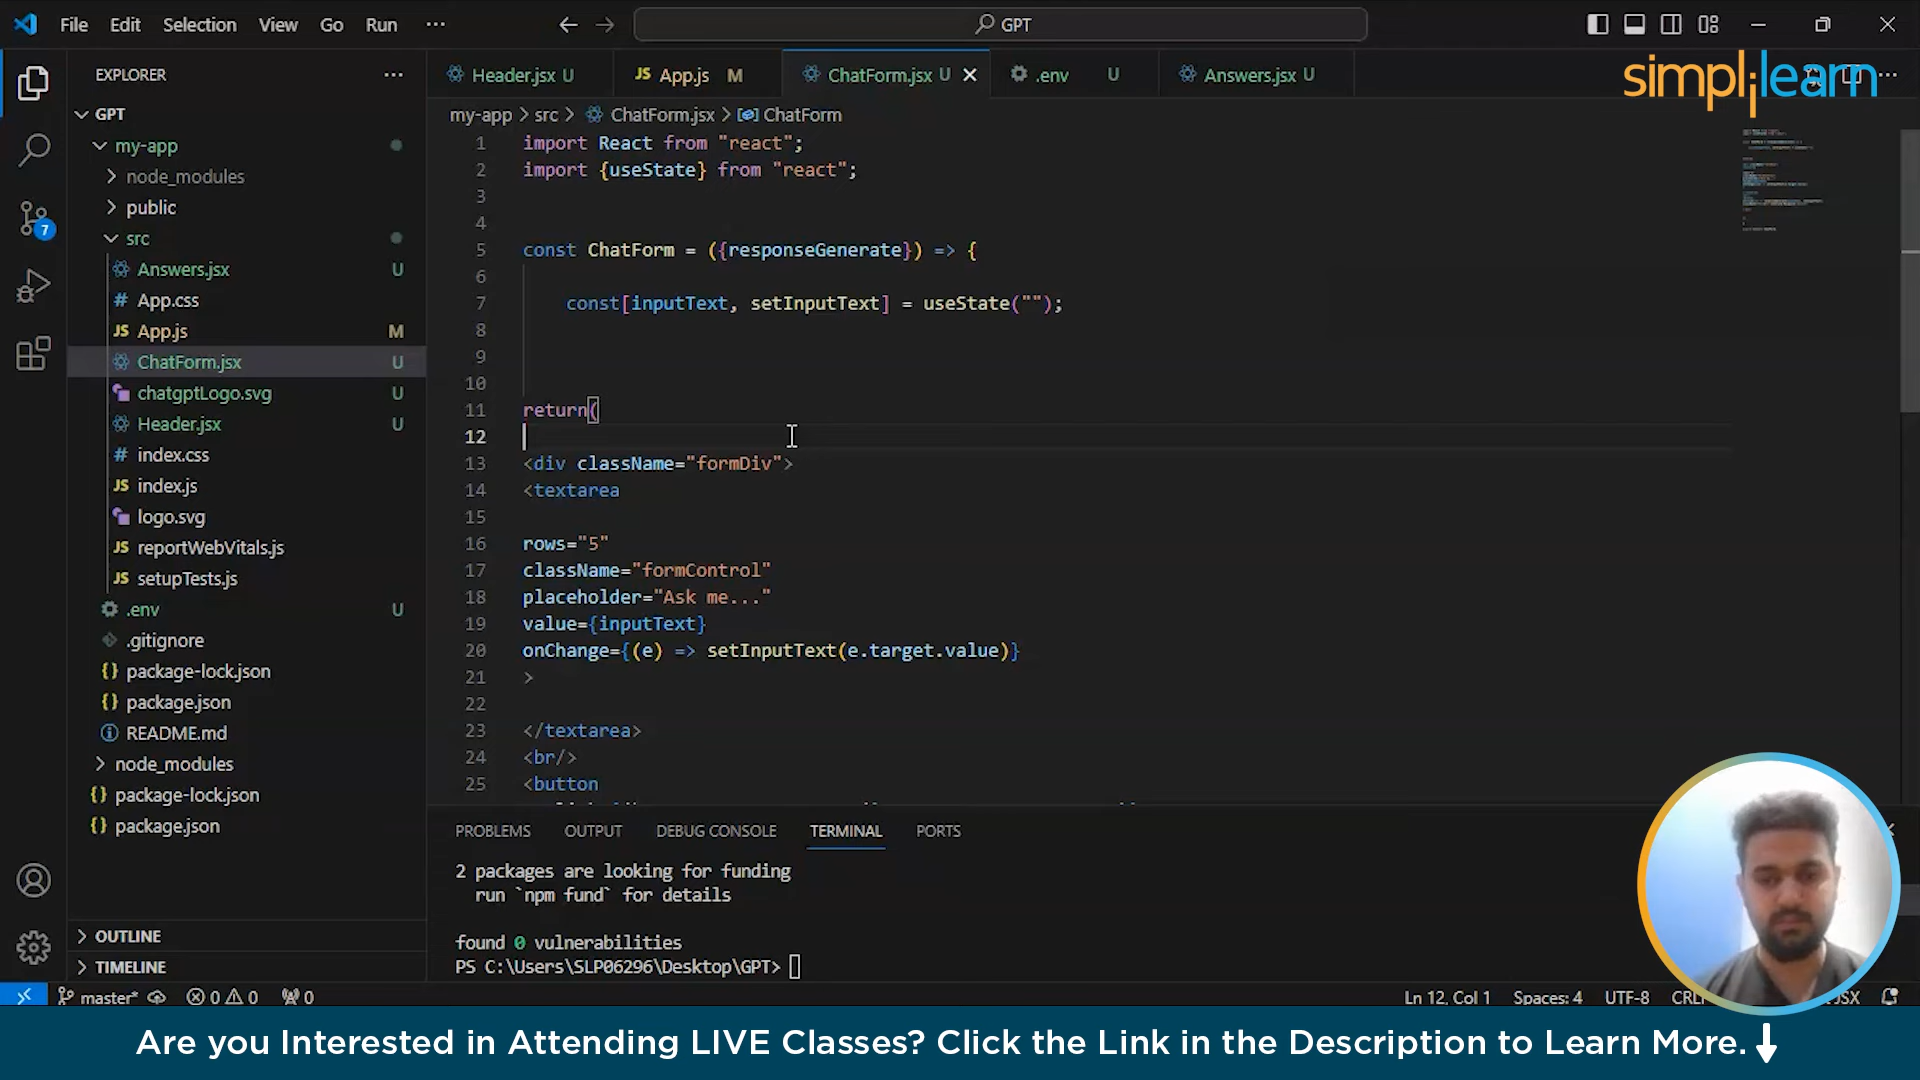 File Edit Selection View Go Run ···
GPT
EXPLORER ···
Header.jsx U
JS App.js M
ChatForm.jsx U
.env U
Answers.jsx U
simplilearn
GPT
my-app > src > ChatForm.jsx > ChatForm
my-app
node_modules
public
src
Answers.jsx U
# App.css
JS App.js M
ChatForm.jsx U
chatgptLogo.svg U
Header.jsx U
# index.css
JS index.js
logo.svg
JS reportWebVitals.js
JS setupTests.js
.env U
.gitignore
{} package-lock.json
{} package.json
README.md
node_modules
{} package-lock.json
{} package.json
OUTLINE
TIMELINE
7
1 import React from "react";
2 import {useState} from "react";
3
4
5 const ChatForm = ({responseGenerate}) => {
6
7 const[inputText, setInputText] = useState("");
8
9
10
11 return(
12
13 <div className="formDiv">
14 <textarea
15
16 rows="5"
17 className="formControl"
18 placeholder="Ask me..."
19 value={inputText}
20 onChange={(e) => setInputText(e.target.value)}
21 >
22
23 </textarea>
24 <br/>
25 <button
PROBLEMS OUTPUT DEBUG CONSOLE TERMINAL PORTS
2 packages are looking for funding
run `npm fund` for details
found 0 vulnerabilities
PS C:\Users\SLP06296\Desktop\GPT>
master* 0 0 0
Ln 12, Col 1 Spaces: 4 UTF-8
Are you Interested in Attending LIVE Classes? Click the Link in the Description to Learn More.